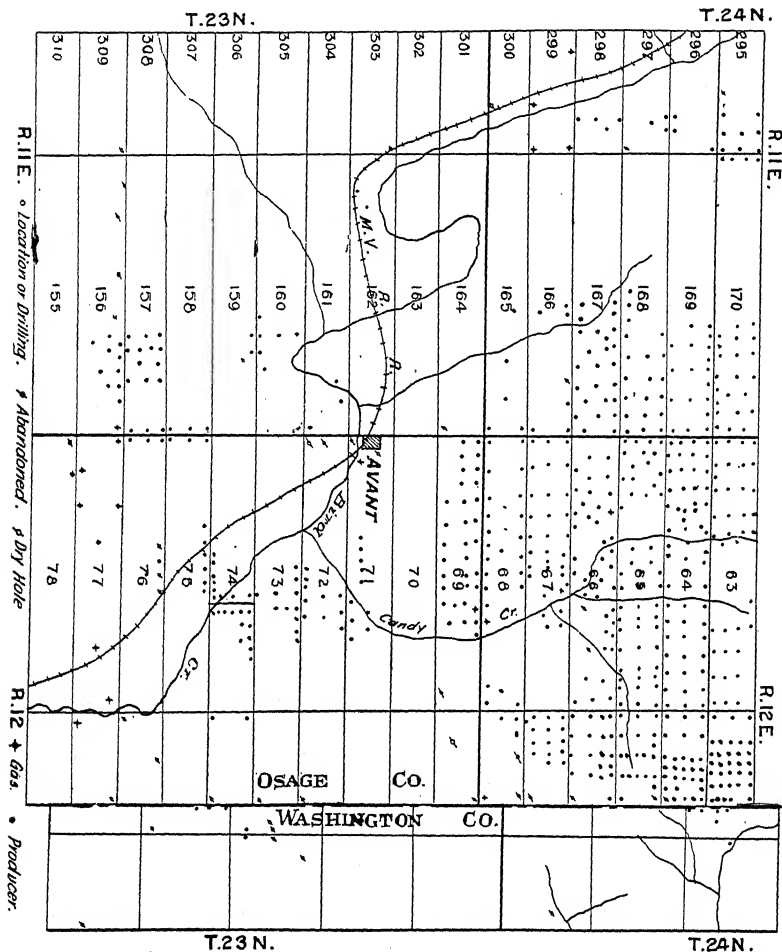 T.23N. T.24N.
310 309 308 307 306 305 304 303 302 301 300 299 298 297 296 295
R.11E. R.11E.
M.V. R. R.
155 156 157 158 159 160 161 162 163 164 165 166 167 168 169 170
AVANT
Bird
78 77 76 75 74 73 72 71 70 69 68 67 66 65 64 63
Candy Cr.
Cr.
R.12 R.12E.
OSAGE CO.
WASHINGTON CO.
T.23N. T.24N.
Location or Drilling. Abandoned. Dry Hole Gas. Producer.